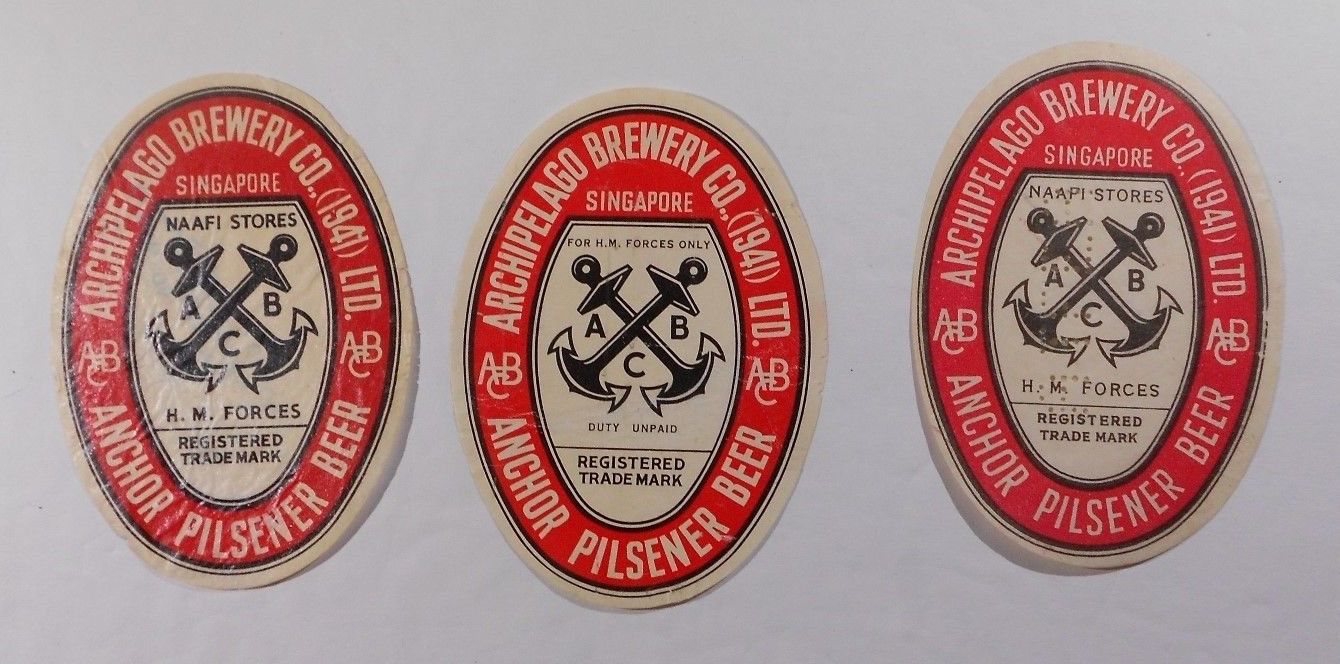 ARCHIPELAGO BREWERY CO., (1941) LTD.
SINGAPORE
NAAFI STORES
A B
C
H. M. FORCES
REGISTERED
TRADE MARK
ABC ABC
ANCHOR PILSENER BEER
ARCHIPELAGO BREWERY CO., (1941) LTD.
SINGAPORE
FOR H.M. FORCES ONLY
A B
C
DUTY UNPAID
REGISTERED
TRADE MARK
ABC ABC
ANCHOR PILSENER BEER
ARCHIPELAGO BREWERY CO., (1941) LTD.
SINGAPORE
NAAFI STORES
A B
C
H. M. FORCES
REGISTERED
TRADE MARK
ABC ABC
ANCHOR PILSENER BEER